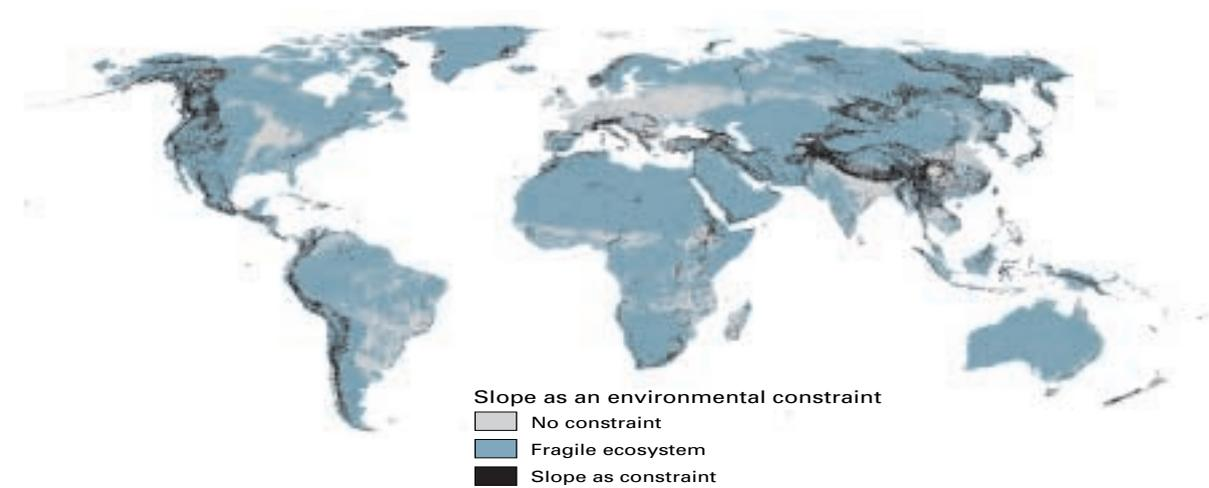 Slope as an environmental constraint
No constraint
Fragile ecosystem
Slope as constraint